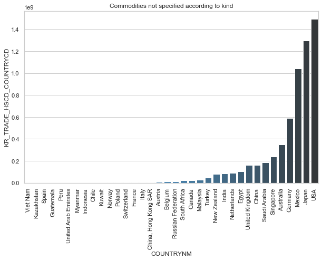 Commodities not specified according to kind
1e9
1.4
1.2
1.0
0.8
0.6
0.4
0.2
0.0
KR_TRADE_HSCD_COUNTRYCD
Viet Nam
Kazakhstan
Spain
Guatemala
Peru
United Arab Emirates
Myanmar
Indonesia
Chile
Kuwait
Norway
Poland
Switzerland
France
Italy
China, Hong Kong SAR
Austria
Belgium
Russian Federation
South Africa
Canada
Malaysia
Turkey
New Zealand
India
Netherlands
Egypt
United Kingdom
China
Saudi Arabia
Singapore
Australia
Germany
Mexico
Japan
USA
COUNTRYNM